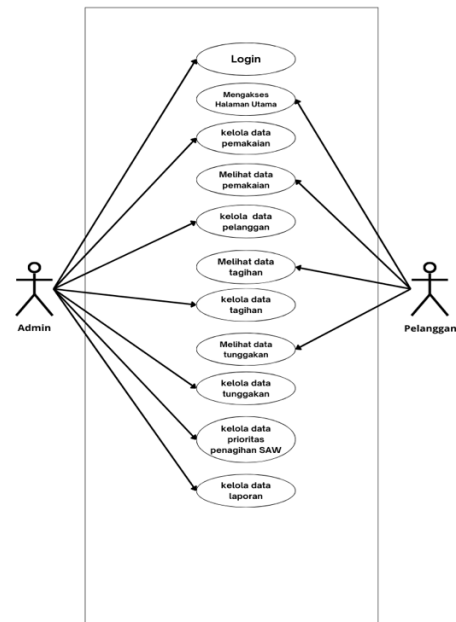 Login
Mengakses
Halaman Utama
kelola data
pemakaian
Melihat data
pemakaian
kelola data
pelanggan
Melihat data
tagihan
kelola data
tagihan
Melihat data
tunggakan
kelola data
tunggakan
kelola data
prioritas
penagihan SAW
kelola data
laporan
Admin
Pelanggan